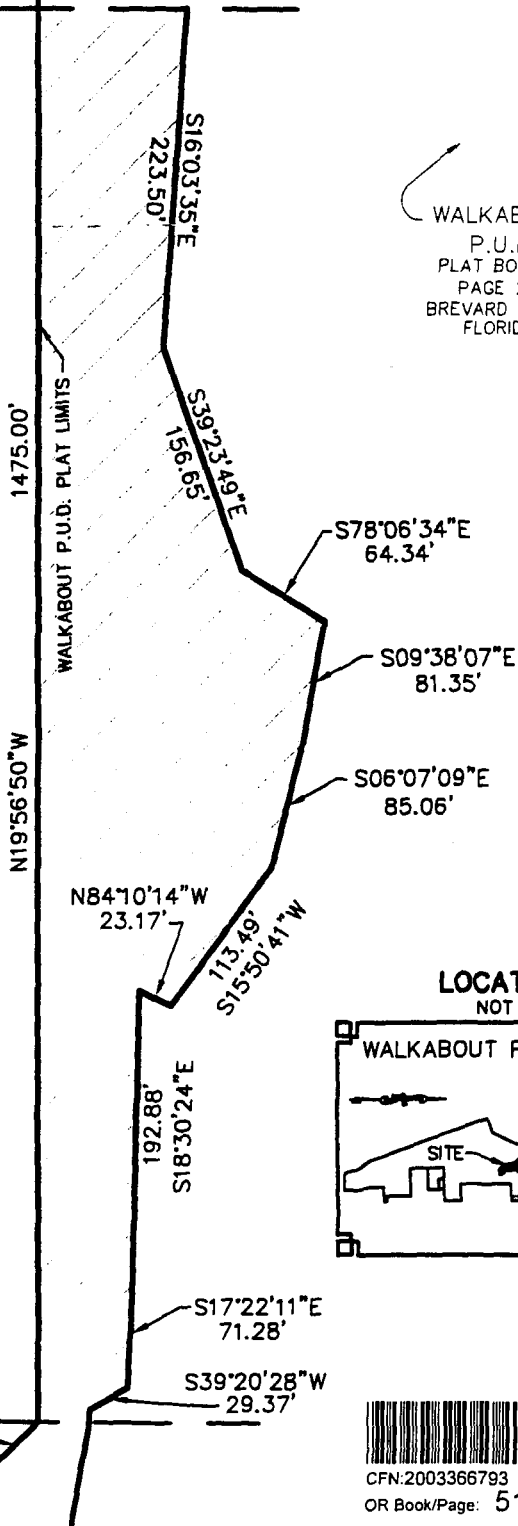 S16°03'35"E
223.50'
WALKAB
P.U.
PLAT BO
PAGE
BREVARD
FLORID
1475.00'
WALKABOUT P.U.D. PLAT LIMITS
S39°23'49"E
156.65'
S78°06'34"E
64.34'
S09°38'07"E
81.35'
N19°56'50"W
S06°07'09"E
85.06'
N84°10'14"W
23.17'
113.49'
S15°50'41"W
LOCAT
NOT
WALKABOUT P
SITE
192.88'
S18°30'24"E
S17°22'11"E
71.28'
S39°20'28"W
29.37'
CFN:2003366793
OR Book/Page: 51